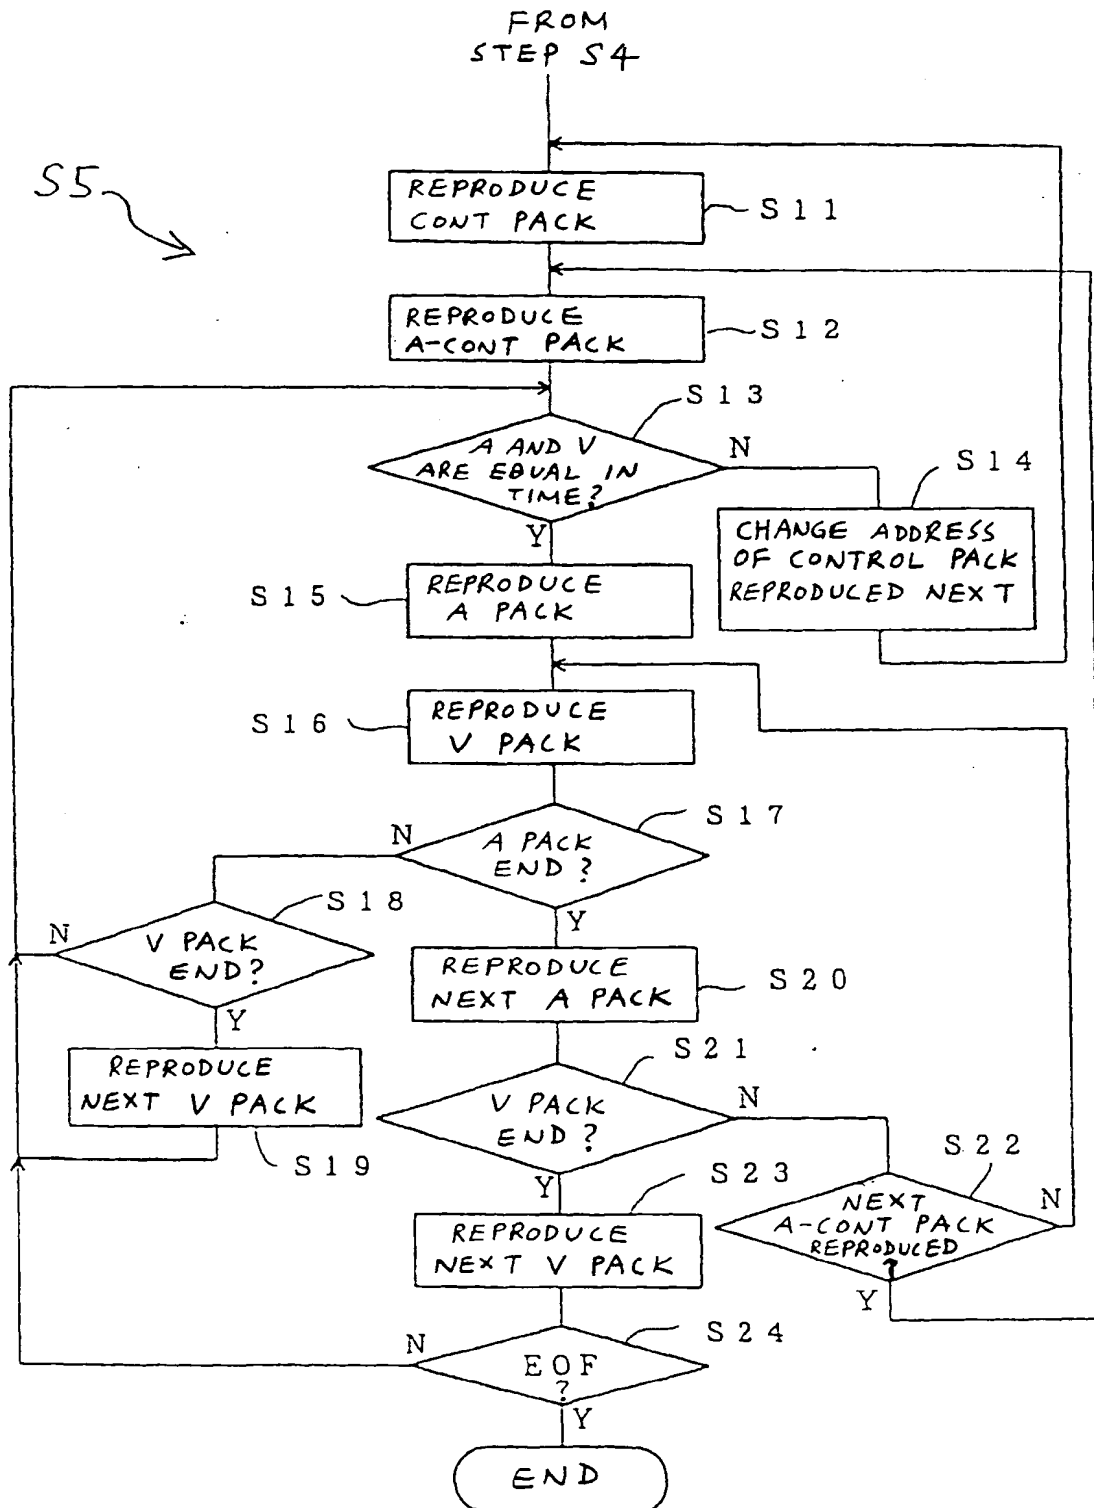 FROM
STEP S4
S5
REPRODUCE
CONT PACK
S11
REPRODUCE
A-CONT PACK
S12
S13
A AND V
ARE EQUAL IN
TIME?
N
Y
S14
CHANGE ADDRESS
OF CONTROL PACK
REPRODUCED NEXT
S15
REPRODUCE
A PACK
S16
REPRODUCE
V PACK
S17
A PACK
END?
N
Y
S18
V PACK
END?
N
Y
REPRODUCE
NEXT V PACK
S19
REPRODUCE
NEXT A PACK
S20
S21
V PACK
END?
N
Y
S22
NEXT
A-CONT PACK
REPRODUCED
?
N
Y
S23
REPRODUCE
NEXT V PACK
S24
EOF
?
N
Y
END